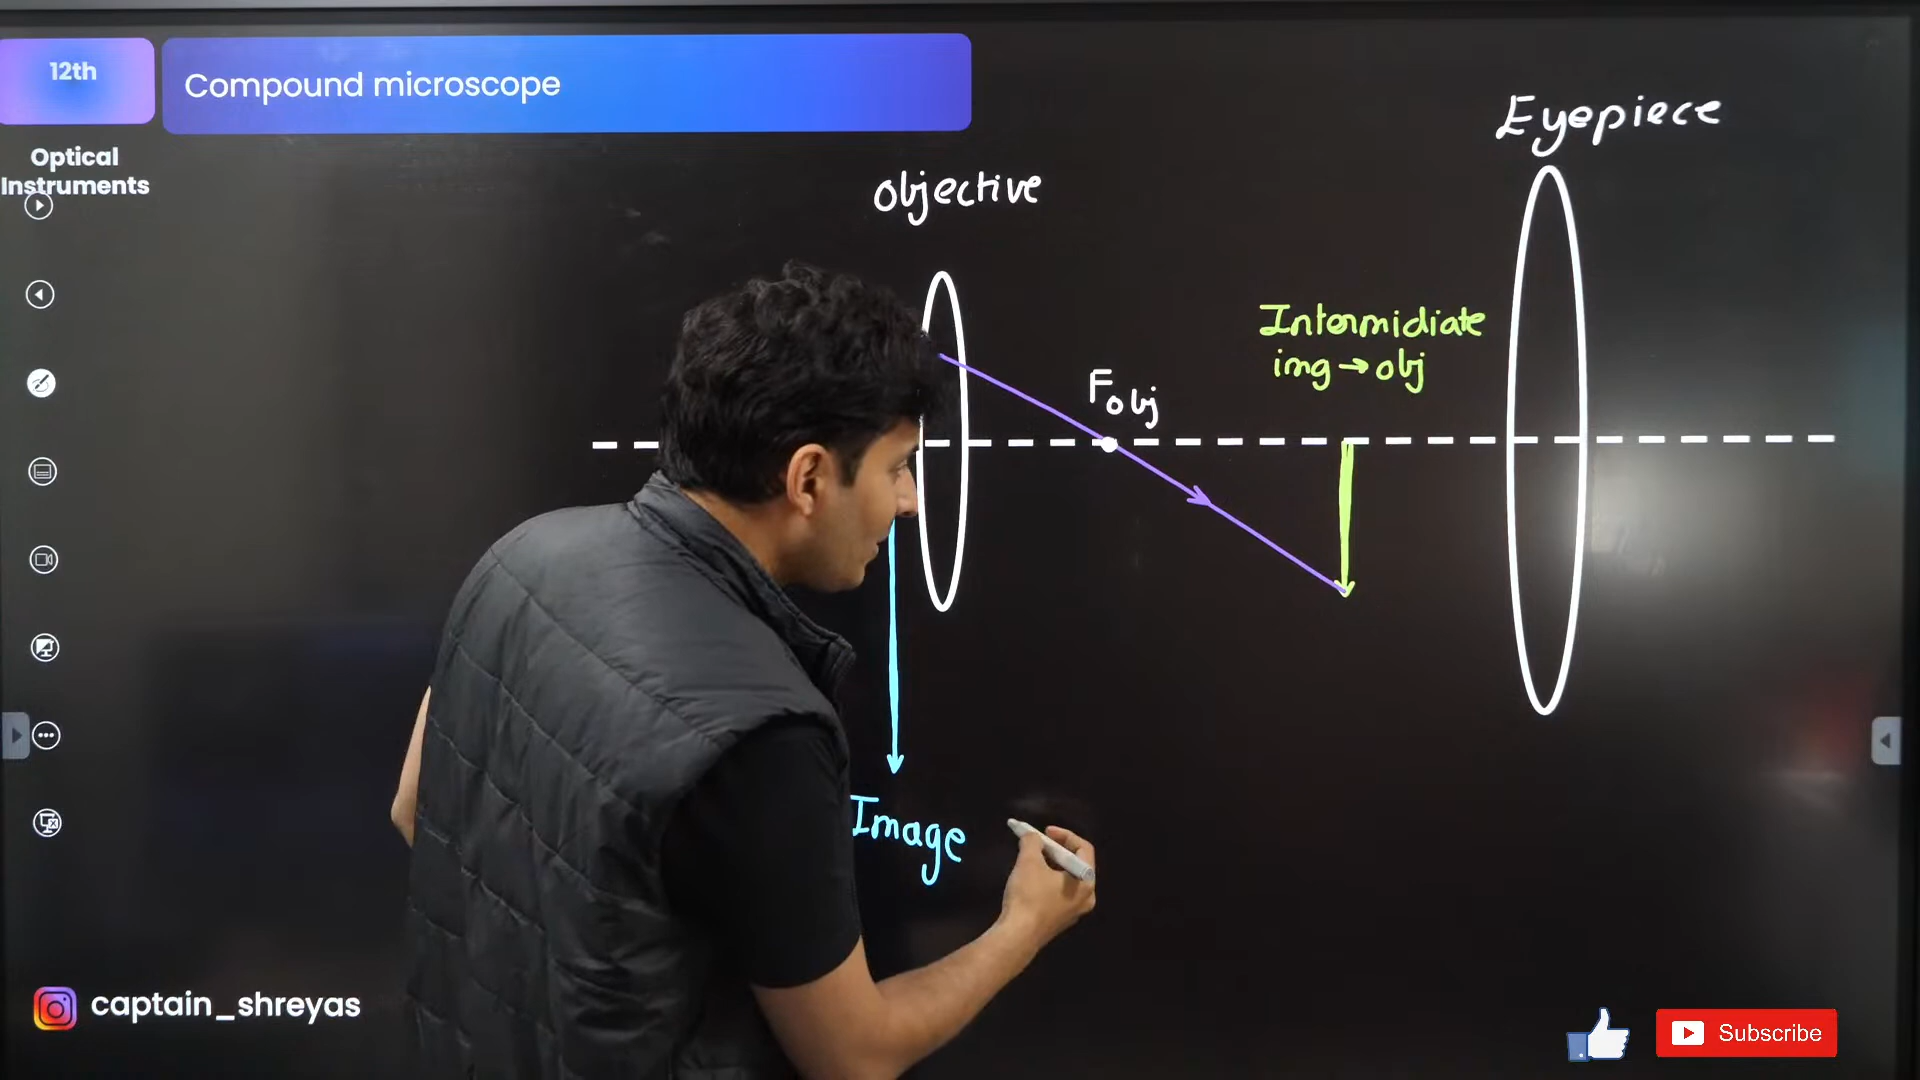 12th
Compound microscope
Optical
Instruments
Eyepiece
Objective
Intermidiate
img → obj
Fobj
Image
captain_shreyas
Subscribe